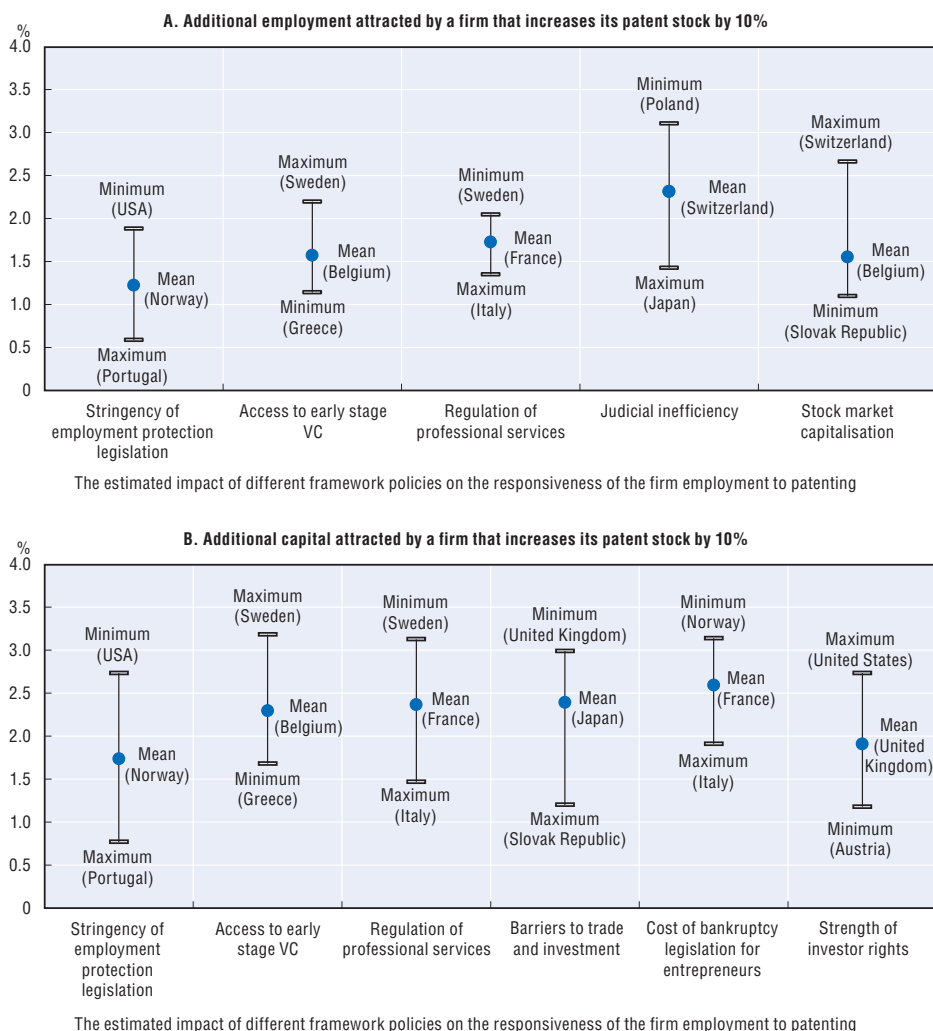 A. Additional employment attracted by a firm that increases its patent stock by 10%
%
4.0
3.5
3.0
2.5
2.0
1.5
1.0
0.5
0
Minimum
(USA)
Mean
(Norway)
Maximum
(Portugal)
Maximum
(Sweden)
Mean
(Belgium)
Minimum
(Greece)
Minimum
(Sweden)
Mean
(France)
Maximum
(Italy)
Minimum
(Poland)
Mean
(Switzerland)
Maximum
(Japan)
Maximum
(Switzerland)
Mean
(Belgium)
Minimum
(Slovak Republic)
Stringency of
employment protection
legislation
Access to early stage
VC
Regulation of
professional services
Judicial inefficiency
Stock market
capitalisation
The estimated impact of different framework policies on the responsiveness of the firm employment to patenting
B. Additional capital attracted by a firm that increases its patent stock by 10%
%
4.0
3.5
3.0
2.5
2.0
1.5
1.0
0.5
0
Minimum
(USA)
Mean
(Norway)
Maximum
(Portugal)
Maximum
(Sweden)
Mean
(Belgium)
Minimum
(Greece)
Minimum
(Sweden)
Mean
(France)
Maximum
(Italy)
Minimum
(United Kingdom)
Mean
(Japan)
Maximum
(Slovak Republic)
Minimum
(Norway)
Mean
(France)
Maximum
(Italy)
Maximum
(United States)
Mean
(United
Kingdom)
Minimum
(Austria)
Stringency of
employment
protection
legislation
Access to early
stage VC
Regulation of
professional services
Barriers to trade
and investment
Cost of bankruptcy
legislation for
entrepreneurs
Strength of
investor rights
The estimated impact of different framework policies on the responsiveness of the firm employment to patenting